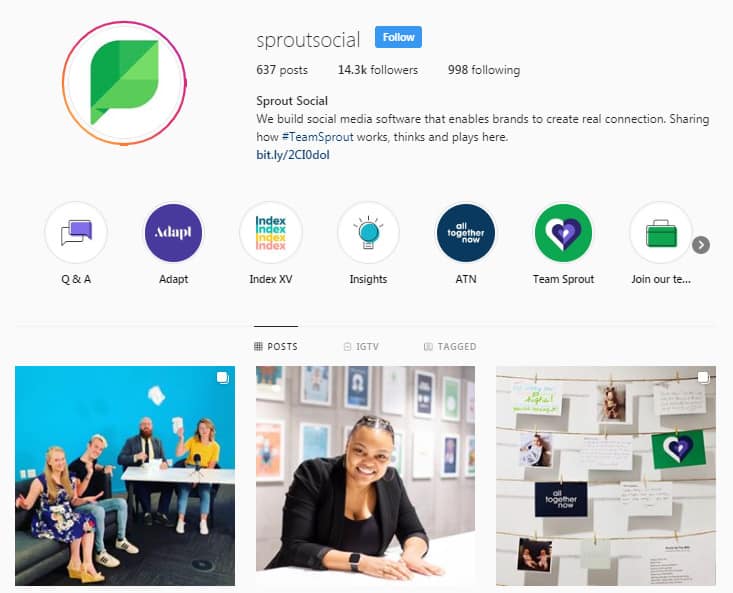 sproutsocial Follow
637 posts 14.3k followers 998 following
Sprout Social
We build social media software that enables brands to create real connection. Sharing
how #TeamSprout works, thinks and plays here.
bit.ly/2CI0doI
Adapt
Index
Index
Index
Index
all
together
now
Q & A Adapt Index XV Insights ATN Team Sprout Join our te...
POSTS IGTV TAGGED
all
together
now